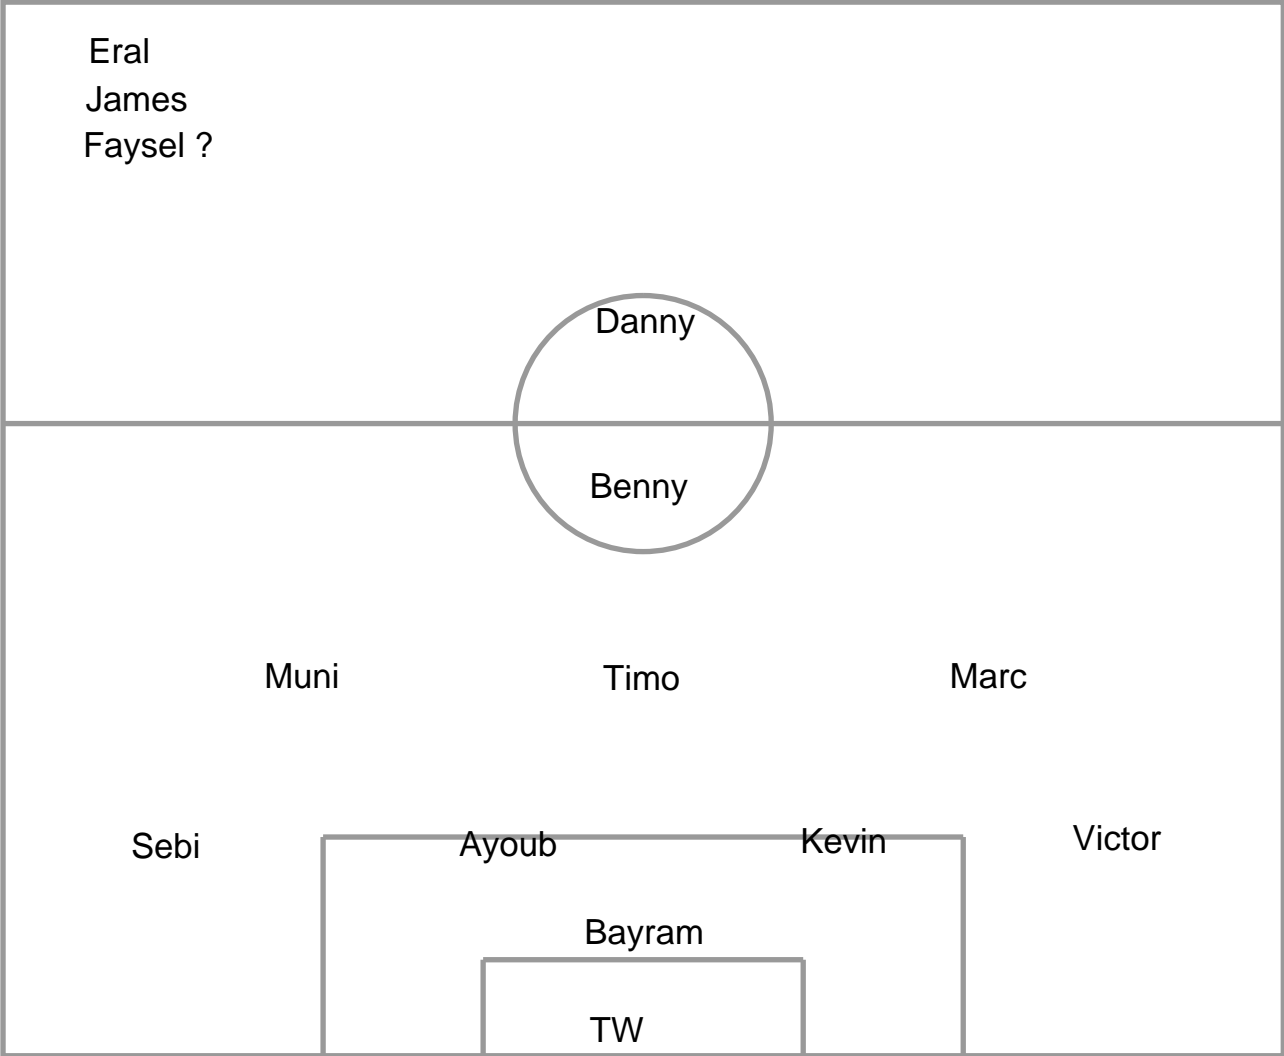 Eral
James
Faysel ?
Danny
Benny
Muni
Timo
Marc
Sebi
Ayoub
Kevin
Victor
Bayram
TW